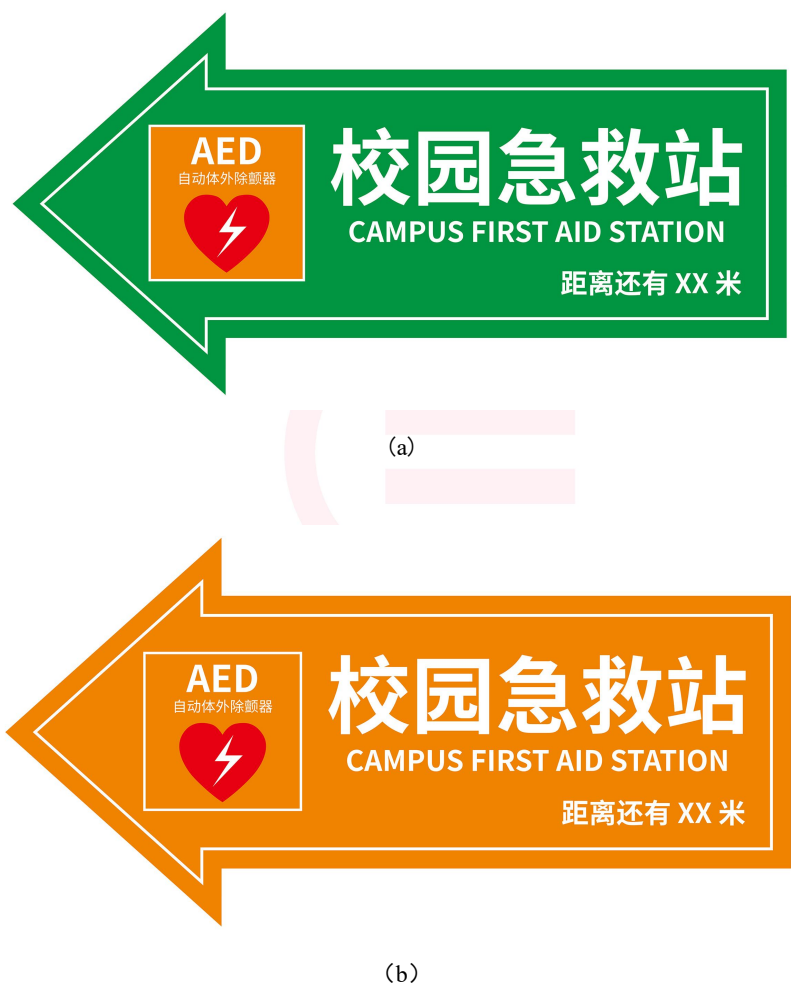 AED
自动体外除颤器
校园急救站
CAMPUS FIRST AID STATION
距离还有 XX 米
(a)
AED
自动体外除颤器
校园急救站
CAMPUS FIRST AID STATION
距离还有 XX 米
(b)